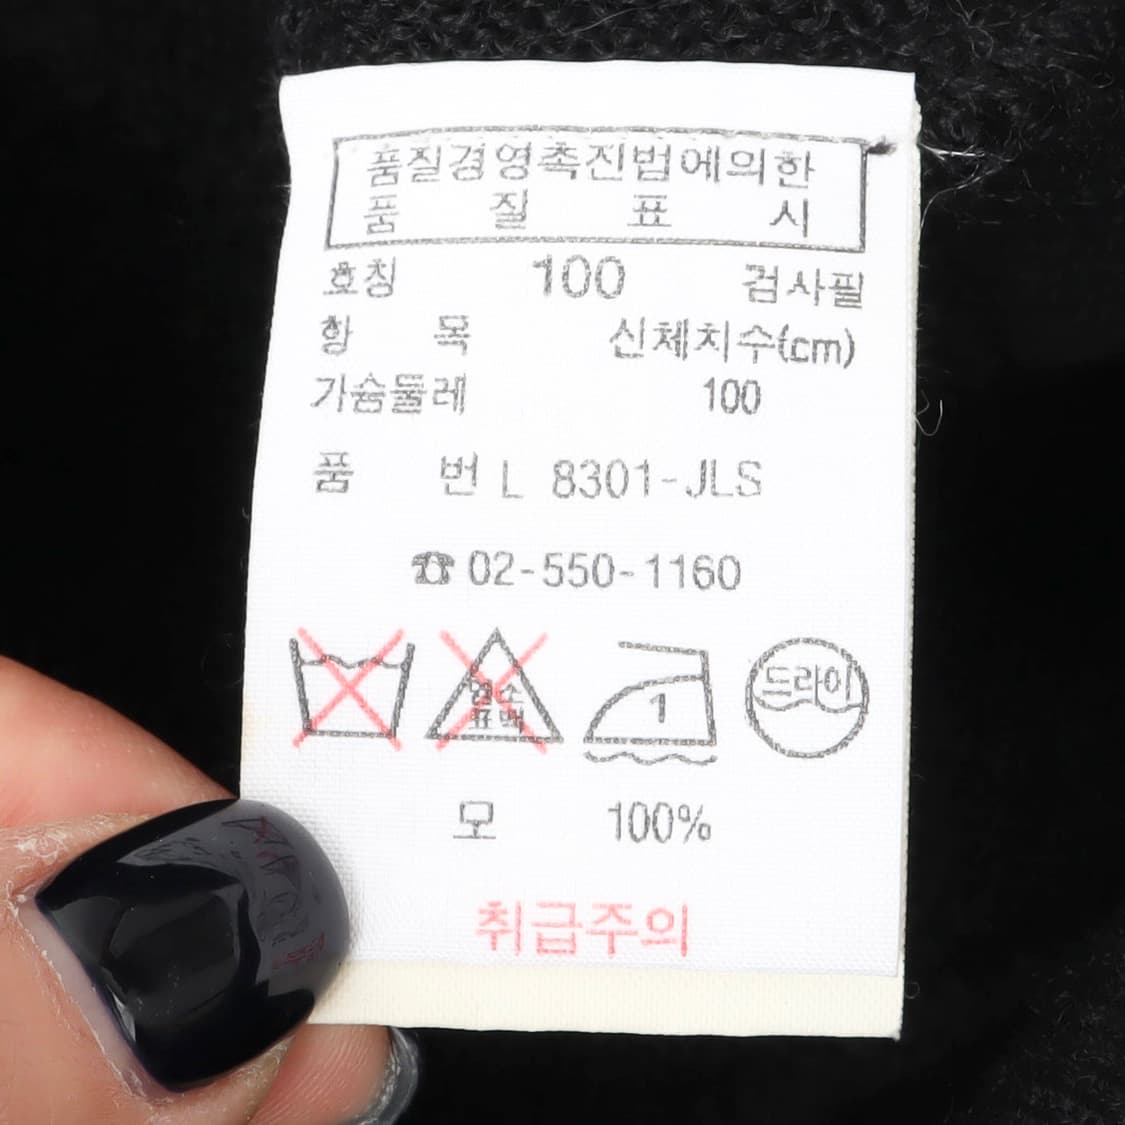 품질경영촉진법에의한
품 질 표 시
호칭 100 검사필
항 목 신체치수(cm)
가슴둘레 100
품 번 L 8301-JLS
☎ 02-550-1160
염소
표백
1
드라이
모 100%
취급주의